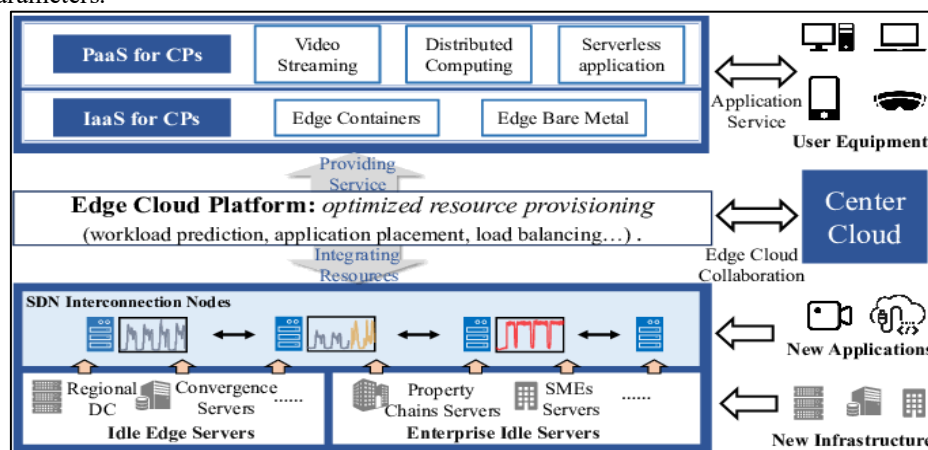 arameters.
PaaS for CPs
Video
Streaming
Distributed
Computing
Serverless
application
IaaS for CPs
Edge Containers
Edge Bare Metal
Application
Service
User Equipment
Providing
Service
Edge Cloud Platform: optimized resource provisioning
(workload prediction, application placement, load balancing…) .
Integrating
Resources
Center
Cloud
Edge Cloud
Collaboration
SDN Interconnection Nodes
New Applications
Regional
DC
Convergence
Servers
......
Idle Edge Servers
Property
Chains Servers
SMEs
Servers
......
Enterprise Idle Servers
New Infrastructure